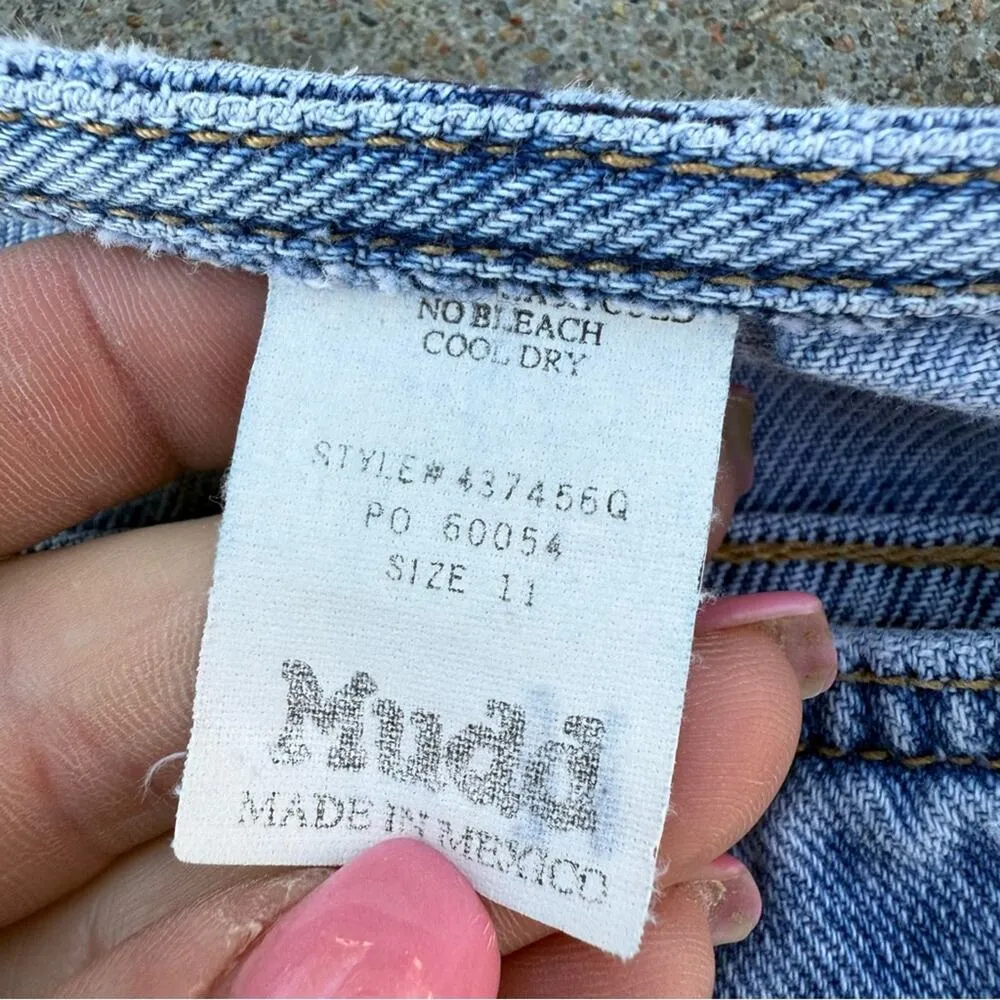 NO BLEACH
COOL DRY
STYLE# 437456Q
PO 60054
SIZE 11
Mudd
MADE IN MEXICO